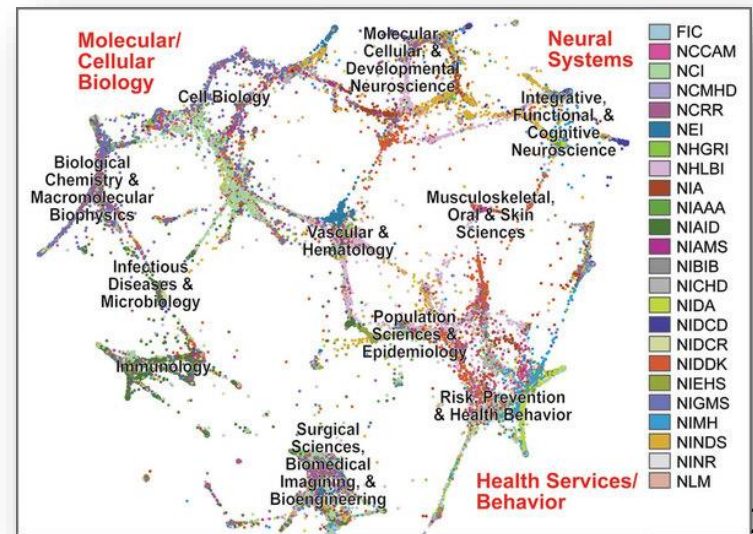 Molecular/
Cellular
Biology
Molecular
Cellular, &
Developmental
Neuroscience
Neural
Systems
Cell Biology
Integrative,
Functional, &
Cognitive
Neuroscience
Biological
Chemistry &
Macromolecular
Biophysics
Musculoskeletal,
Oral & Skin
Sciences
Vascular &
Hematology
Infectious
Diseases &
Microbiology
Population
Sciences &
Epidemiology
Immunology
Risk, Prevention
& Health Behavior
Surgical
Sciences,
Biomedical
Imagining, &
Bioengineering
Health Services/
Behavior
FIC
NCCAM
NCI
NCMHD
NCRR
NEI
NHGRI
NHLBI
NIA
NIAAA
NIAID
NIAMS
NIBIB
NICHD
NIDA
NIDCD
NIDCR
NIDDK
NIEHS
NIGMS
NIMH
NINDS
NINR
NLM